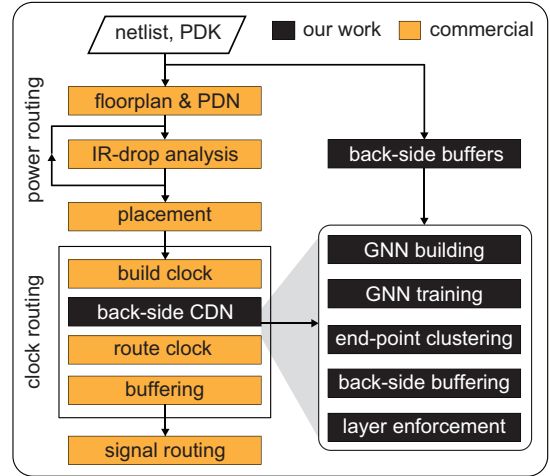 netlist, PDK
our work
commercial
floorplan & PDN
power routing
IR-drop analysis
back-side buffers
placement
clock routing
build clock
back-side CDN
route clock
buffering
signal routing
GNN building
GNN training
end-point clustering
back-side buffering
layer enforcement